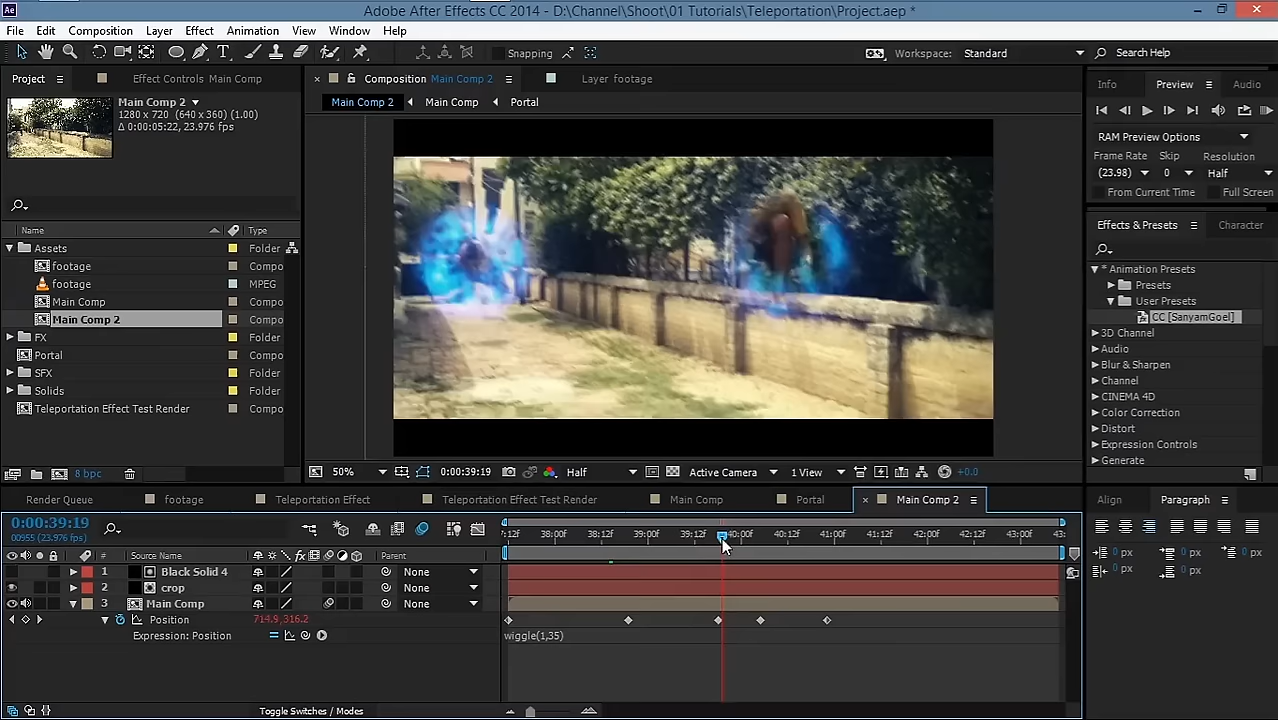 Adobe After Effects CC 2014 - D:\Channel\Shoot\01 Tutorials\Teleportation\Project.aep *
File Edit Composition Layer Effect Animation View Window Help
Snapping Workspace: Standard Search Help
Project Effect Controls Main Comp Composition Main Comp 2 Layer footage Info Preview Audio
Main Comp 2
1280 x 720 (640 x 360) (1.00)
Δ 0:00:05:22, 23.976 fps)
Main Comp 2 Main Comp Portal
RAM Preview Options
Frame Rate Skip Resolution
(23.98) 0 Half
From Current Time Full Screen
Name Type
Effects & Presets Character
Assets Folder
footage Compo
footage MPEG
Main Comp Compo
Main Comp 2 Compo
FX Folder
Portal Compo
SFX Folder
Solids Folder
Teleportation Effect Test Render Compo
* Animation Presets
Presets
User Presets
CC [SanyamGoel]
3D Channel
Audio
Blur & Sharpen
Channel
CINEMA 4D
Color Correction
Distort
Expression Controls
Generate
8 bpc
50% 0:00:39:19 Half Active Camera 1 View +0.0
Render Queue footage Teleportation Effect Teleportation Effect Test Render Main Comp Portal × Main Comp 2
Align Paragraph
0:00:39:19
00955 (23.976 fps)
7:12f 38:00f 38:12f 39:00f 39:12f 40:00f 40:12f 41:00f 41:12f 42:00f 42:12f 43:00f 43:
# Source Name Parent
1 Black Solid 4 None
2 crop None
3 Main Comp None
Position 714.9,316.2
Expression: Position wiggle(1,35)
0 px 0 px 0 px
0 px 0 px
Toggle Switches / Modes